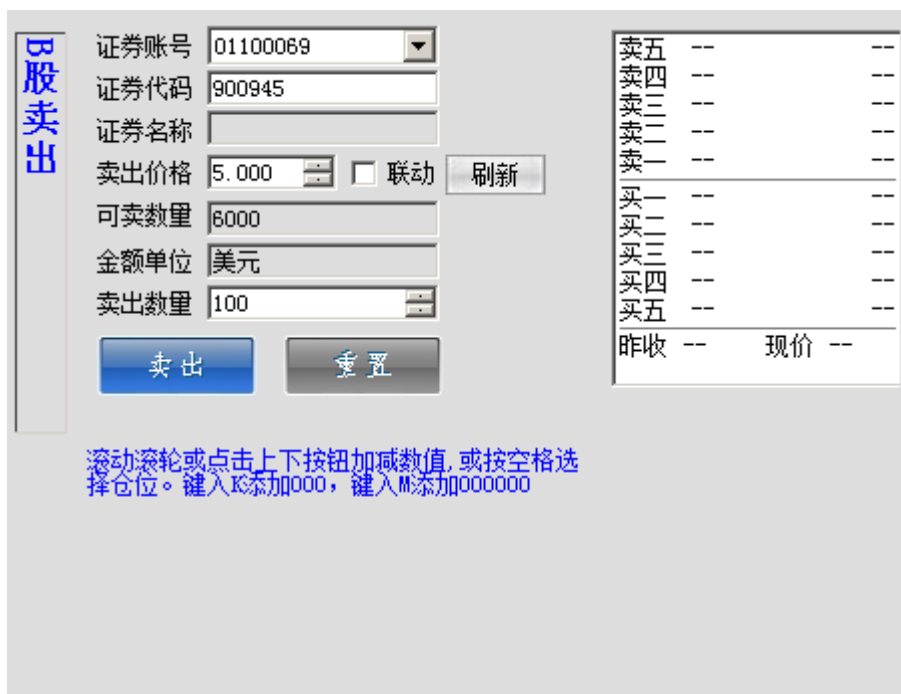 B股卖出
证券账号 01100069
证券代码 900945
证券名称
卖出价格 5.000 联动 刷新
可卖数量 6000
金额单位 美元
卖出数量 100
卖出 重置
卖五 -- --
卖四 -- --
卖三 -- --
卖二 -- --
卖一 -- --
买一 -- --
买二 -- --
买三 -- --
买四 -- --
买五 -- --
昨收 -- 现价 --
滚动滚轮或点击上下按钮加减数值,或按空格选
择仓位。键入K添加000，键入M添加000000